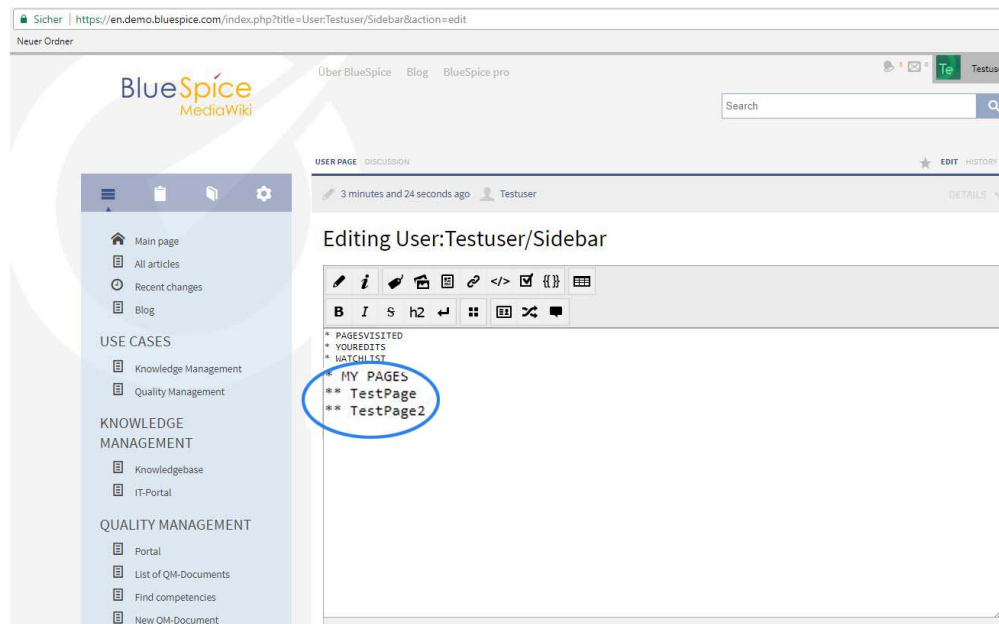 Sicher | https://en.demo.bluespice.com/index.php?title=User:Testuser/Sidebar&action=edit
Neuer Ordner
BlueSpice
MediaWiki
Über BlueSpice Blog BlueSpice pro
Te Testuse
Search
USER PAGE DISCUSSION
EDIT HISTORY
3 minutes and 24 seconds ago Testuser
DETAILS
Main page
All articles
Recent changes
Blog
USE CASES
Knowledge Management
Quality Management
KNOWLEDGE
MANAGEMENT
Knowledgebase
IT-Portal
QUALITY MANAGEMENT
Portal
List of QM-Documents
Find competencies
New QM-Document
Editing User:Testuser/Sidebar
i </> {{}}
B I S h2
* PAGESVISITED
* YOUREDITS
* WATCHLIST
* MY PAGES
** TestPage
** TestPage2